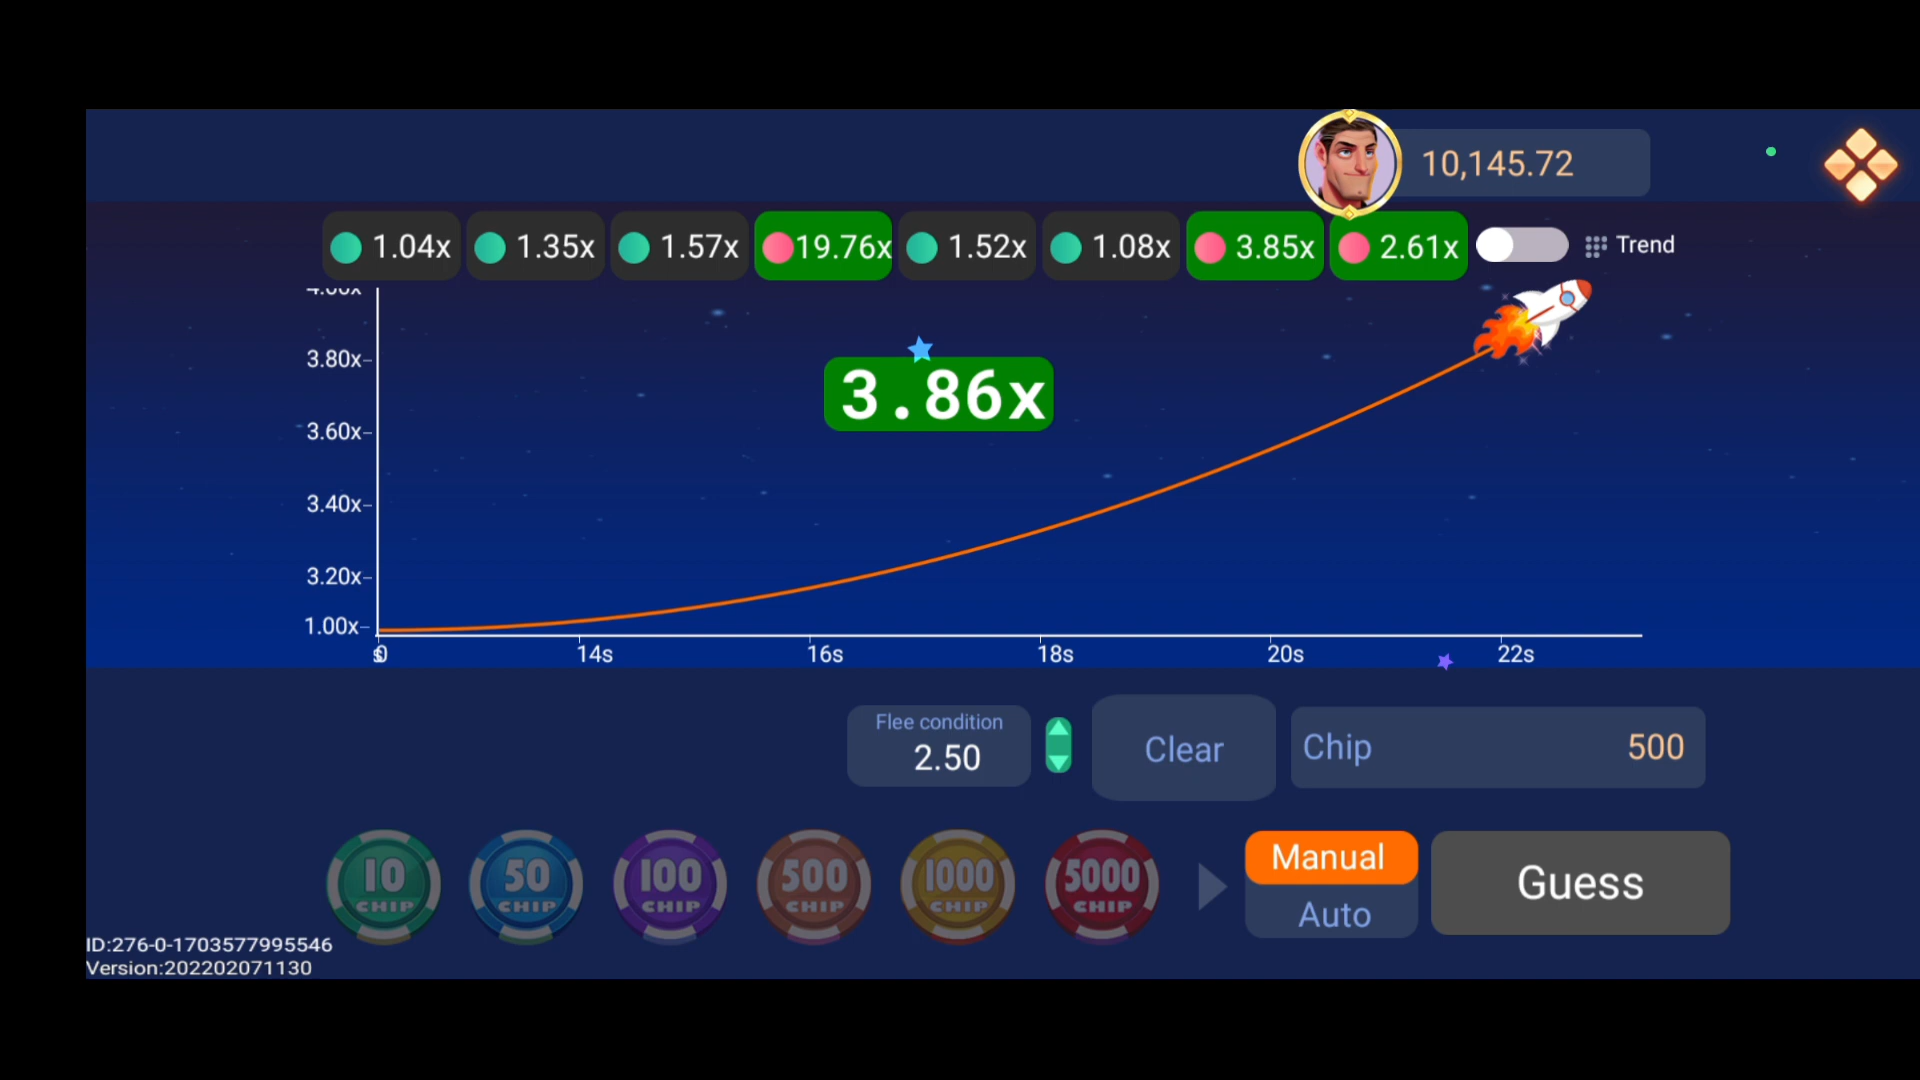 10,145.72
1.04x 1.35x 1.57x 19.76x 1.52x 1.08x 3.85x 2.61x Trend
4.00x
3.86x
3.80x
3.60x
3.40x
3.20x
1.00x
0s 14s 16s 18s 20s 22s
Flee condition
2.50
Clear
Chip 500
10 CHIP
50 CHIP
100 CHIP
500 CHIP
1000 CHIP
5000 CHIP
Manual
Auto
Guess
ID:276-0-1703577995546
Version:202202071130